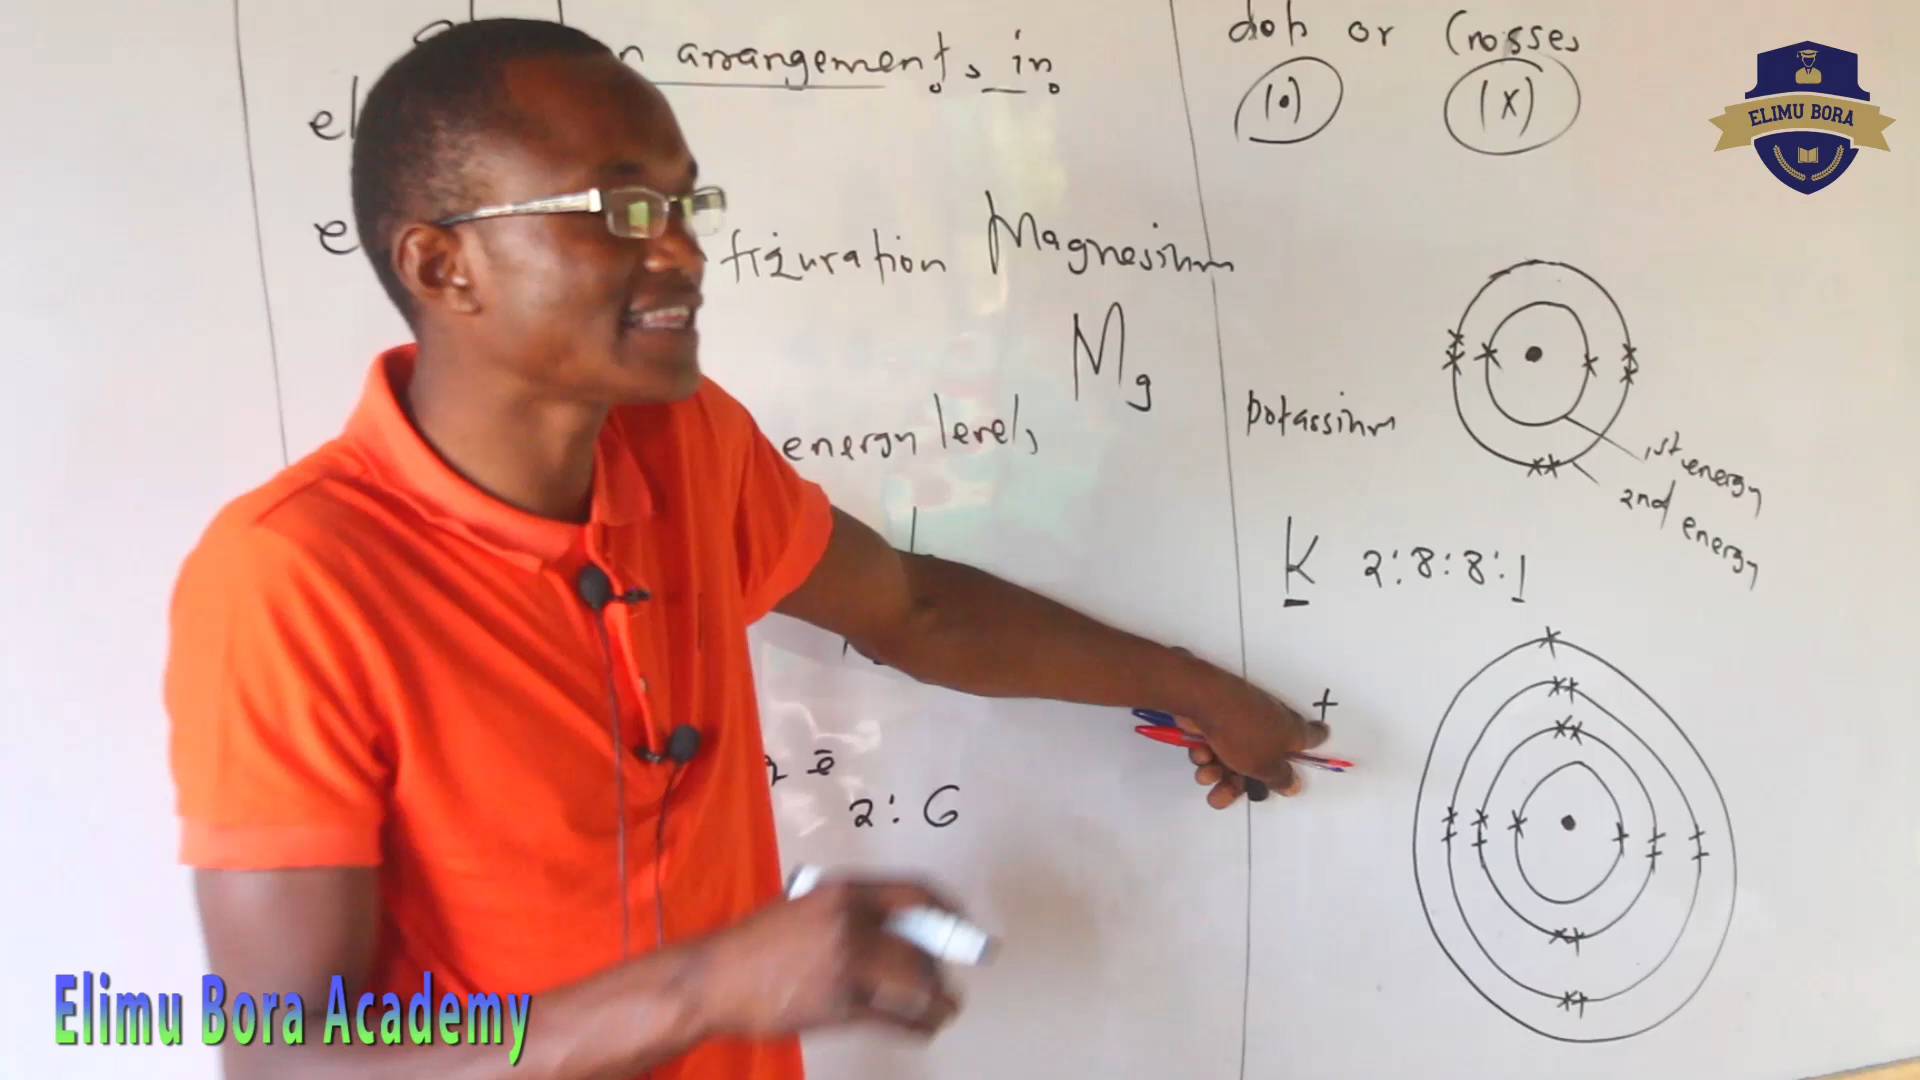 arrangements in
figuration Magnesium
Mg
energy levels
2 ē
2:6
dots or Crosses
(•) (x)
1st energy
2nd energy
potassium
K 2:8:8:1
+
ELIMU BORA
Elimu Bora Academy